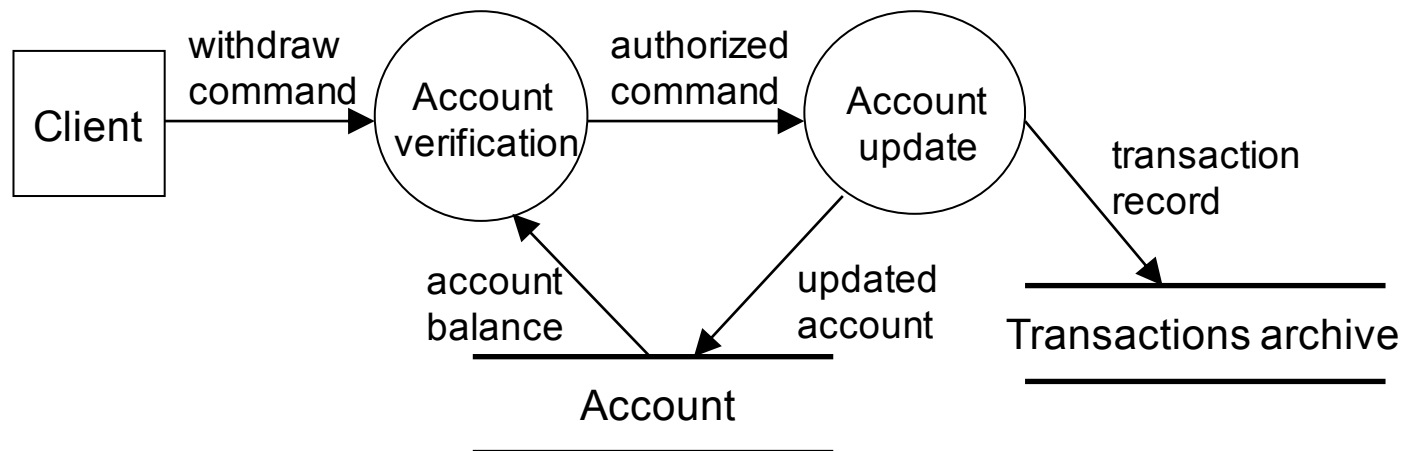 withdraw
command
authorized
command
Client
Account
verification
Account
update
transaction
record
account
balance
updated
account
Transactions archive
Account